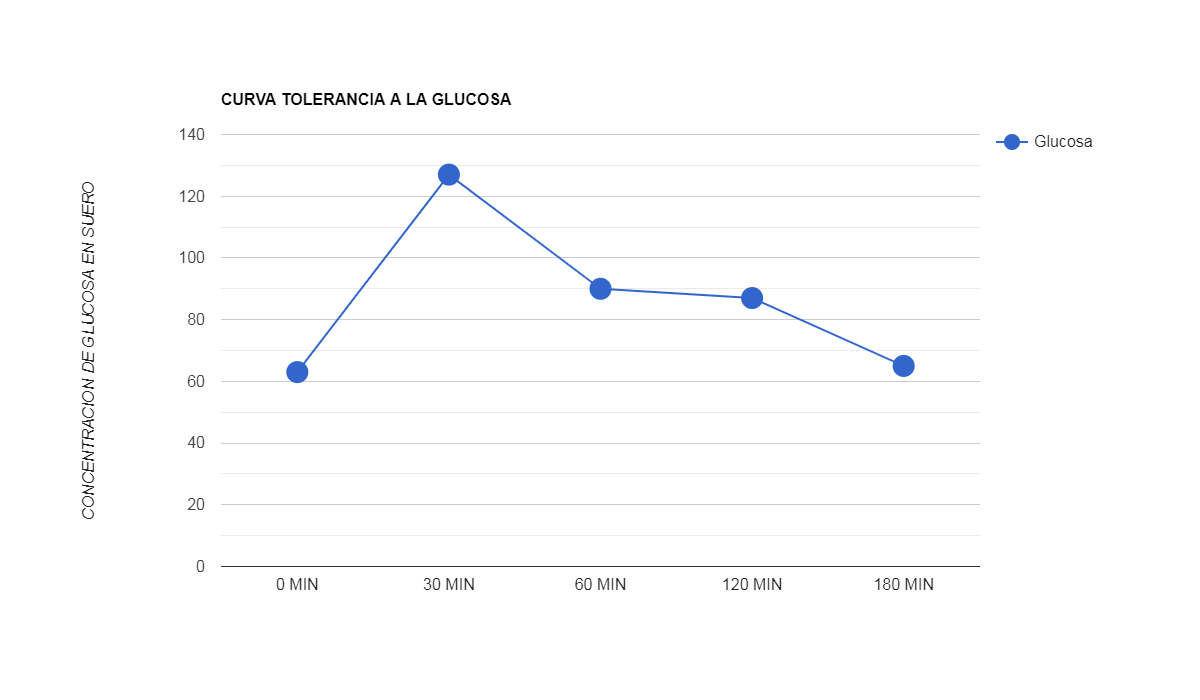 CURVA TOLERANCIA A LA GLUCOSA
Glucosa
CONCENTRACION DE GLUCOSA EN SUERO
140
120
100
80
60
40
20
0
0 MIN
30 MIN
60 MIN
120 MIN
180 MIN